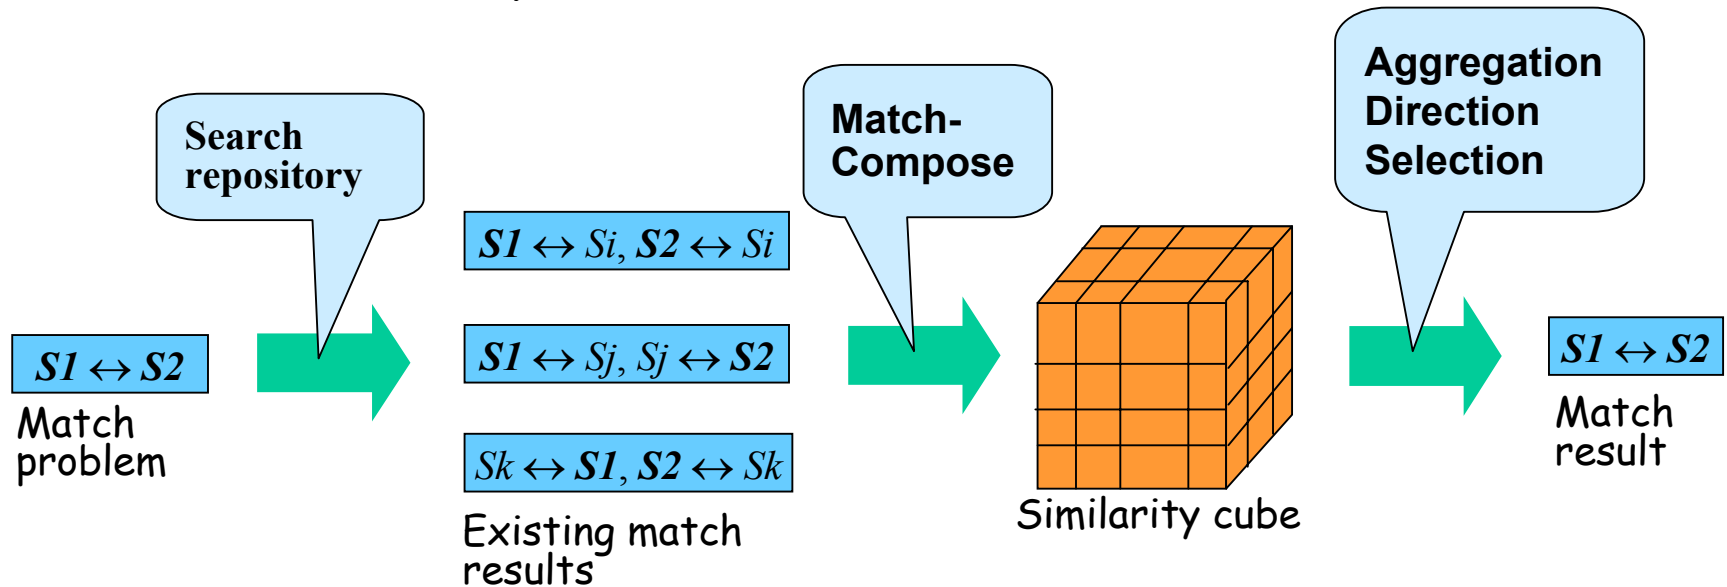 Search
repository
Match-
Compose
Aggregation
Direction
Selection
S1 ↔ S2
Match
problem
S1 ↔ Si, S2 ↔ Si
S1 ↔ Sj, Sj ↔ S2
Sk ↔ S1, S2 ↔ Sk
Existing match
results
Similarity cube
S1 ↔ S2
Match
result